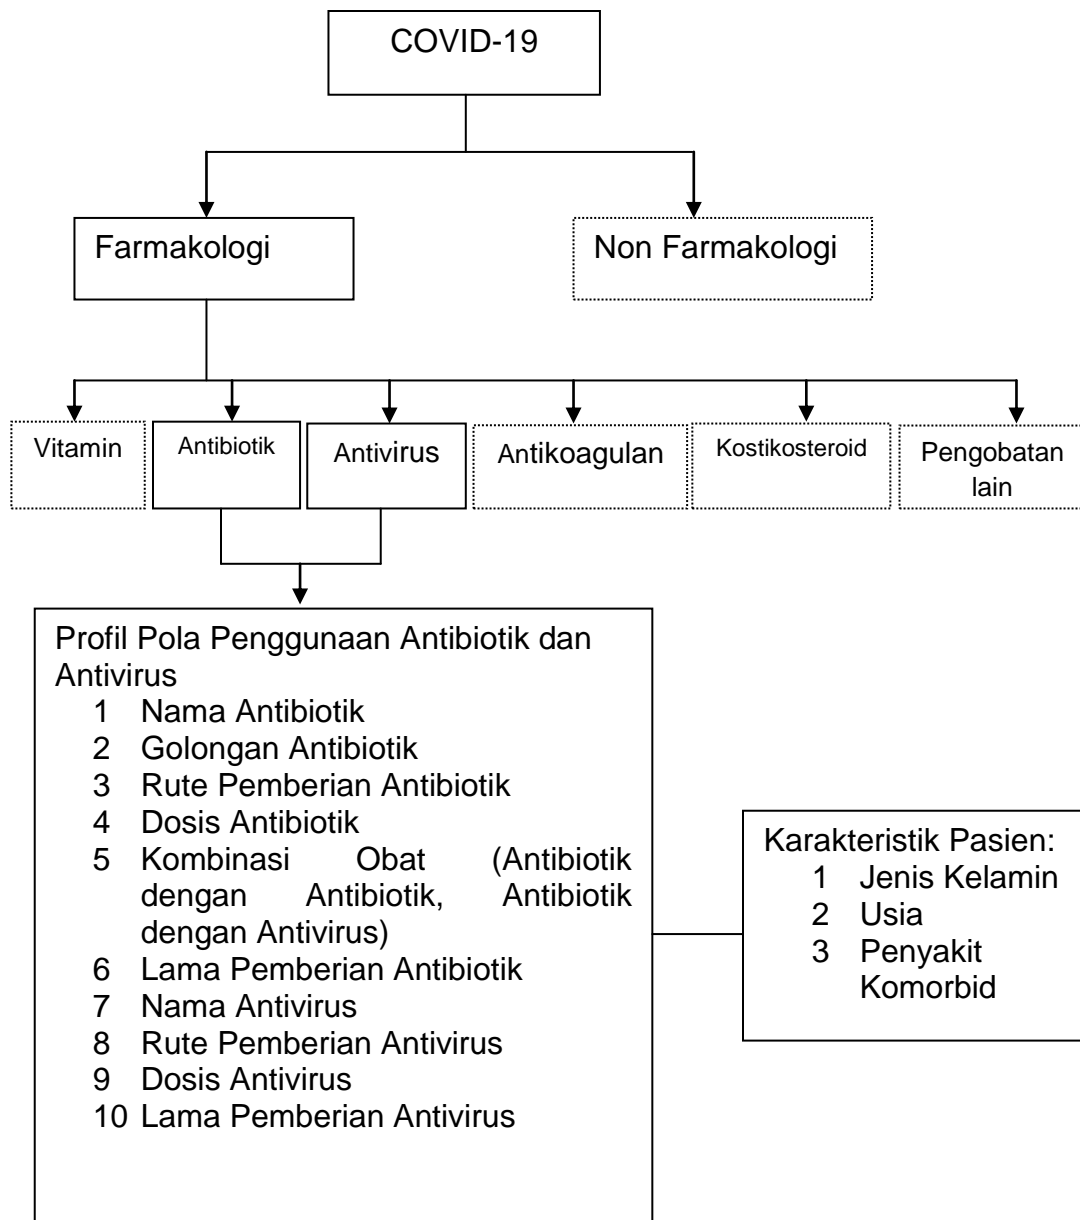 COVID-19
Farmakologi
Non Farmakologi
Vitamin
Antibiotik
Antivirus
Antikoagulan
Kostikosteroid
Pengobatan
lain
Profil Pola Penggunaan Antibiotik dan
Antivirus
1 Nama Antibiotik
2 Golongan Antibiotik
3 Rute Pemberian Antibiotik
4 Dosis Antibiotik
5 Kombinasi Obat (Antibiotik
dengan Antibiotik, Antibiotik
dengan Antivirus)
6 Lama Pemberian Antibiotik
7 Nama Antivirus
8 Rute Pemberian Antivirus
9 Dosis Antivirus
10 Lama Pemberian Antivirus
Karakteristik Pasien:
1 Jenis Kelamin
2 Usia
3 Penyakit
Komorbid